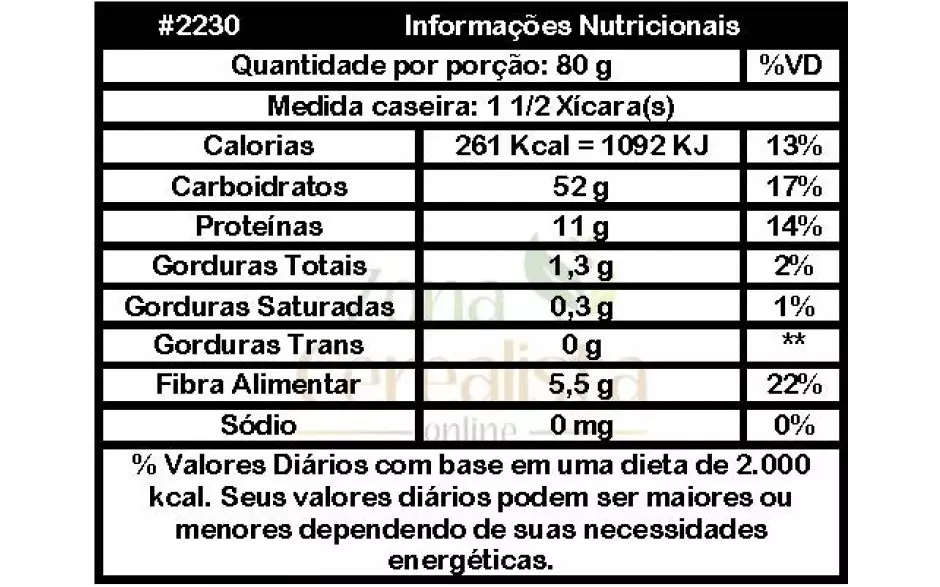 #2230 Informações Nutricionais
Quantidade por porção: 80 g %VD
Medida caseira: 1 1/2 Xícara(s)
Calorias 261 Kcal = 1092 KJ 13%
Carboidratos 52 g 17%
Proteínas 11 g 14%
Gorduras Totais 1,3 g 2%
Gorduras Saturadas 0,3 g 1%
Gorduras Trans 0 g **
Fibra Alimentar 5,5 g 22%
Sódio 0 mg 0%
% Valores Diários com base em uma dieta de 2.000
kcal. Seus valores diários podem ser maiores ou
menores dependendo de suas necessidades
energéticas.
Zona
Cerealista
online